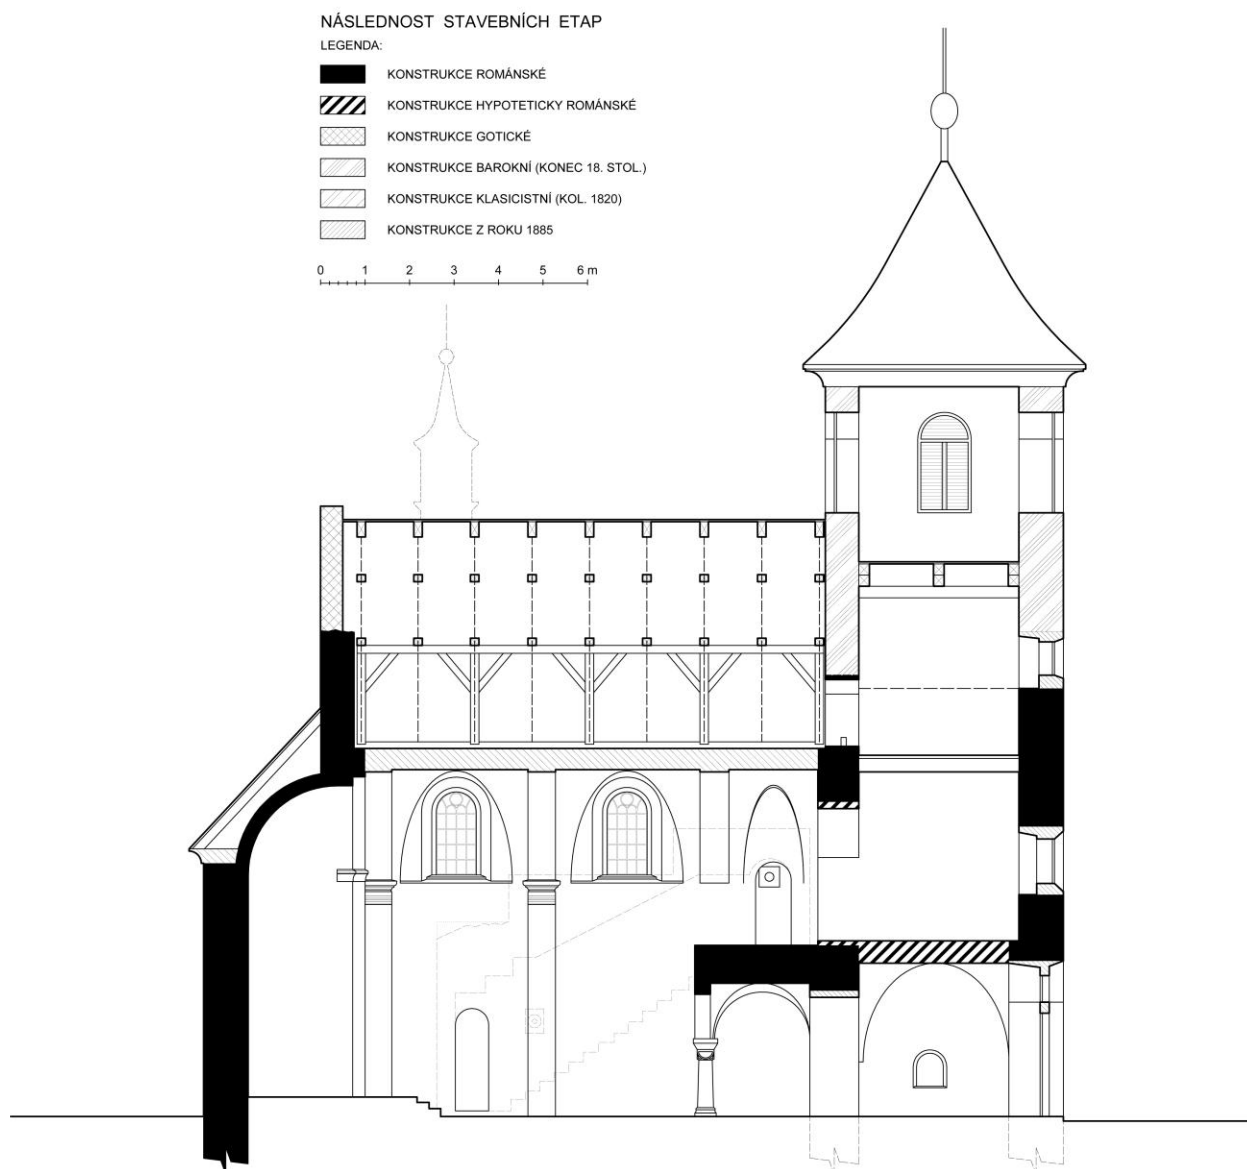 NÁSLEDNOST STAVEBNÍCH ETAP
LEGENDA:
KONSTRUKCE ROMÁNSKÉ
KONSTRUKCE HYPOTETICKY ROMÁNSKÉ
KONSTRUKCE GOTICKÉ
KONSTRUKCE BAROKNÍ (KONEC 18. STOL.)
KONSTRUKCE KLASICISTNÍ (KOL. 1820)
KONSTRUKCE Z ROKU 1885
0 1 2 3 4 5 6 m